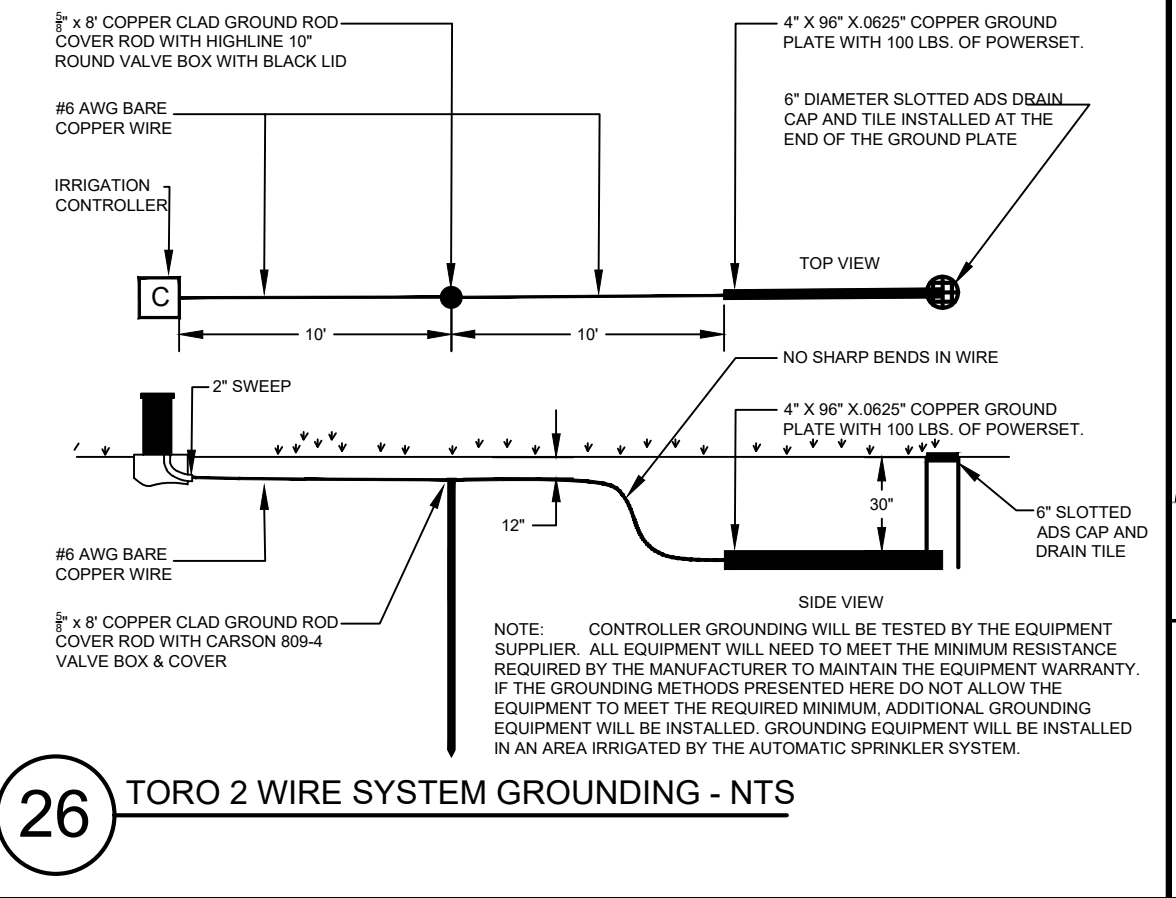 ⅝" x 8' COPPER CLAD GROUND ROD
COVER ROD WITH HIGHLINE 10"
ROUND VALVE BOX WITH BLACK LID
4" X 96" X.0625" COPPER GROUND
PLATE WITH 100 LBS. OF POWERSET.
#6 AWG BARE
COPPER WIRE
6" DIAMETER SLOTTED ADS DRAIN
CAP AND TILE INSTALLED AT THE
END OF THE GROUND PLATE
IRRIGATION
CONTROLLER
TOP VIEW
C
10'
10'
NO SHARP BENDS IN WIRE
2" SWEEP
4" X 96" X.0625" COPPER GROUND
PLATE WITH 100 LBS. OF POWERSET.
30"
12"
6" SLOTTED
ADS CAP AND
DRAIN TILE
#6 AWG BARE
COPPER WIRE
SIDE VIEW
⅝" x 8' COPPER CLAD GROUND ROD
COVER ROD WITH CARSON 809-4
VALVE BOX & COVER
NOTE: CONTROLLER GROUNDING WILL BE TESTED BY THE EQUIPMENT
SUPPLIER. ALL EQUIPMENT WILL NEED TO MEET THE MINIMUM RESISTANCE
REQUIRED BY THE MANUFACTURER TO MAINTAIN THE EQUIPMENT WARRANTY.
IF THE GROUNDING METHODS PRESENTED HERE DO NOT ALLOW THE
EQUIPMENT TO MEET THE REQUIRED MINIMUM, ADDITIONAL GROUNDING
EQUIPMENT WILL BE INSTALLED. GROUNDING EQUIPMENT WILL BE INSTALLED
IN AN AREA IRRIGATED BY THE AUTOMATIC SPRINKLER SYSTEM.
26
TORO 2 WIRE SYSTEM GROUNDING - NTS